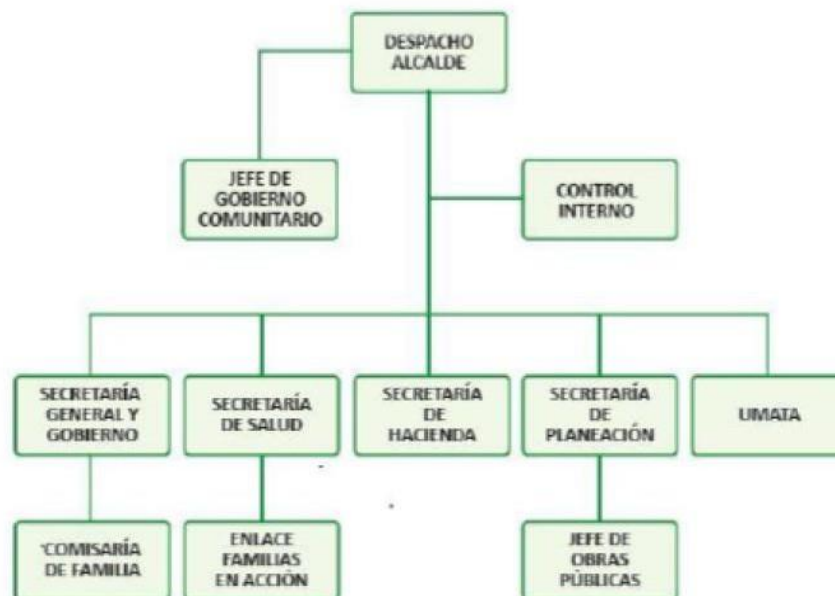 DESPACHO
ALCALDE
JEFE DE
GOBIERNO
COMUNITARIO
CONTROL
INTERNO
SECRETARÍA
GENERAL Y
GOBIERNO
SECRETARÍA
DE SALUD
SECRETARÍA
DE
HACIENDA
SECRETARÍA
DE
PLANEACIÓN
UMATA
'COMISARÍA
DE FAMILIA
ENLACE
FAMILIAS
EN ACCIÓN
JEFE DE
OBRAS
PÚBLICAS